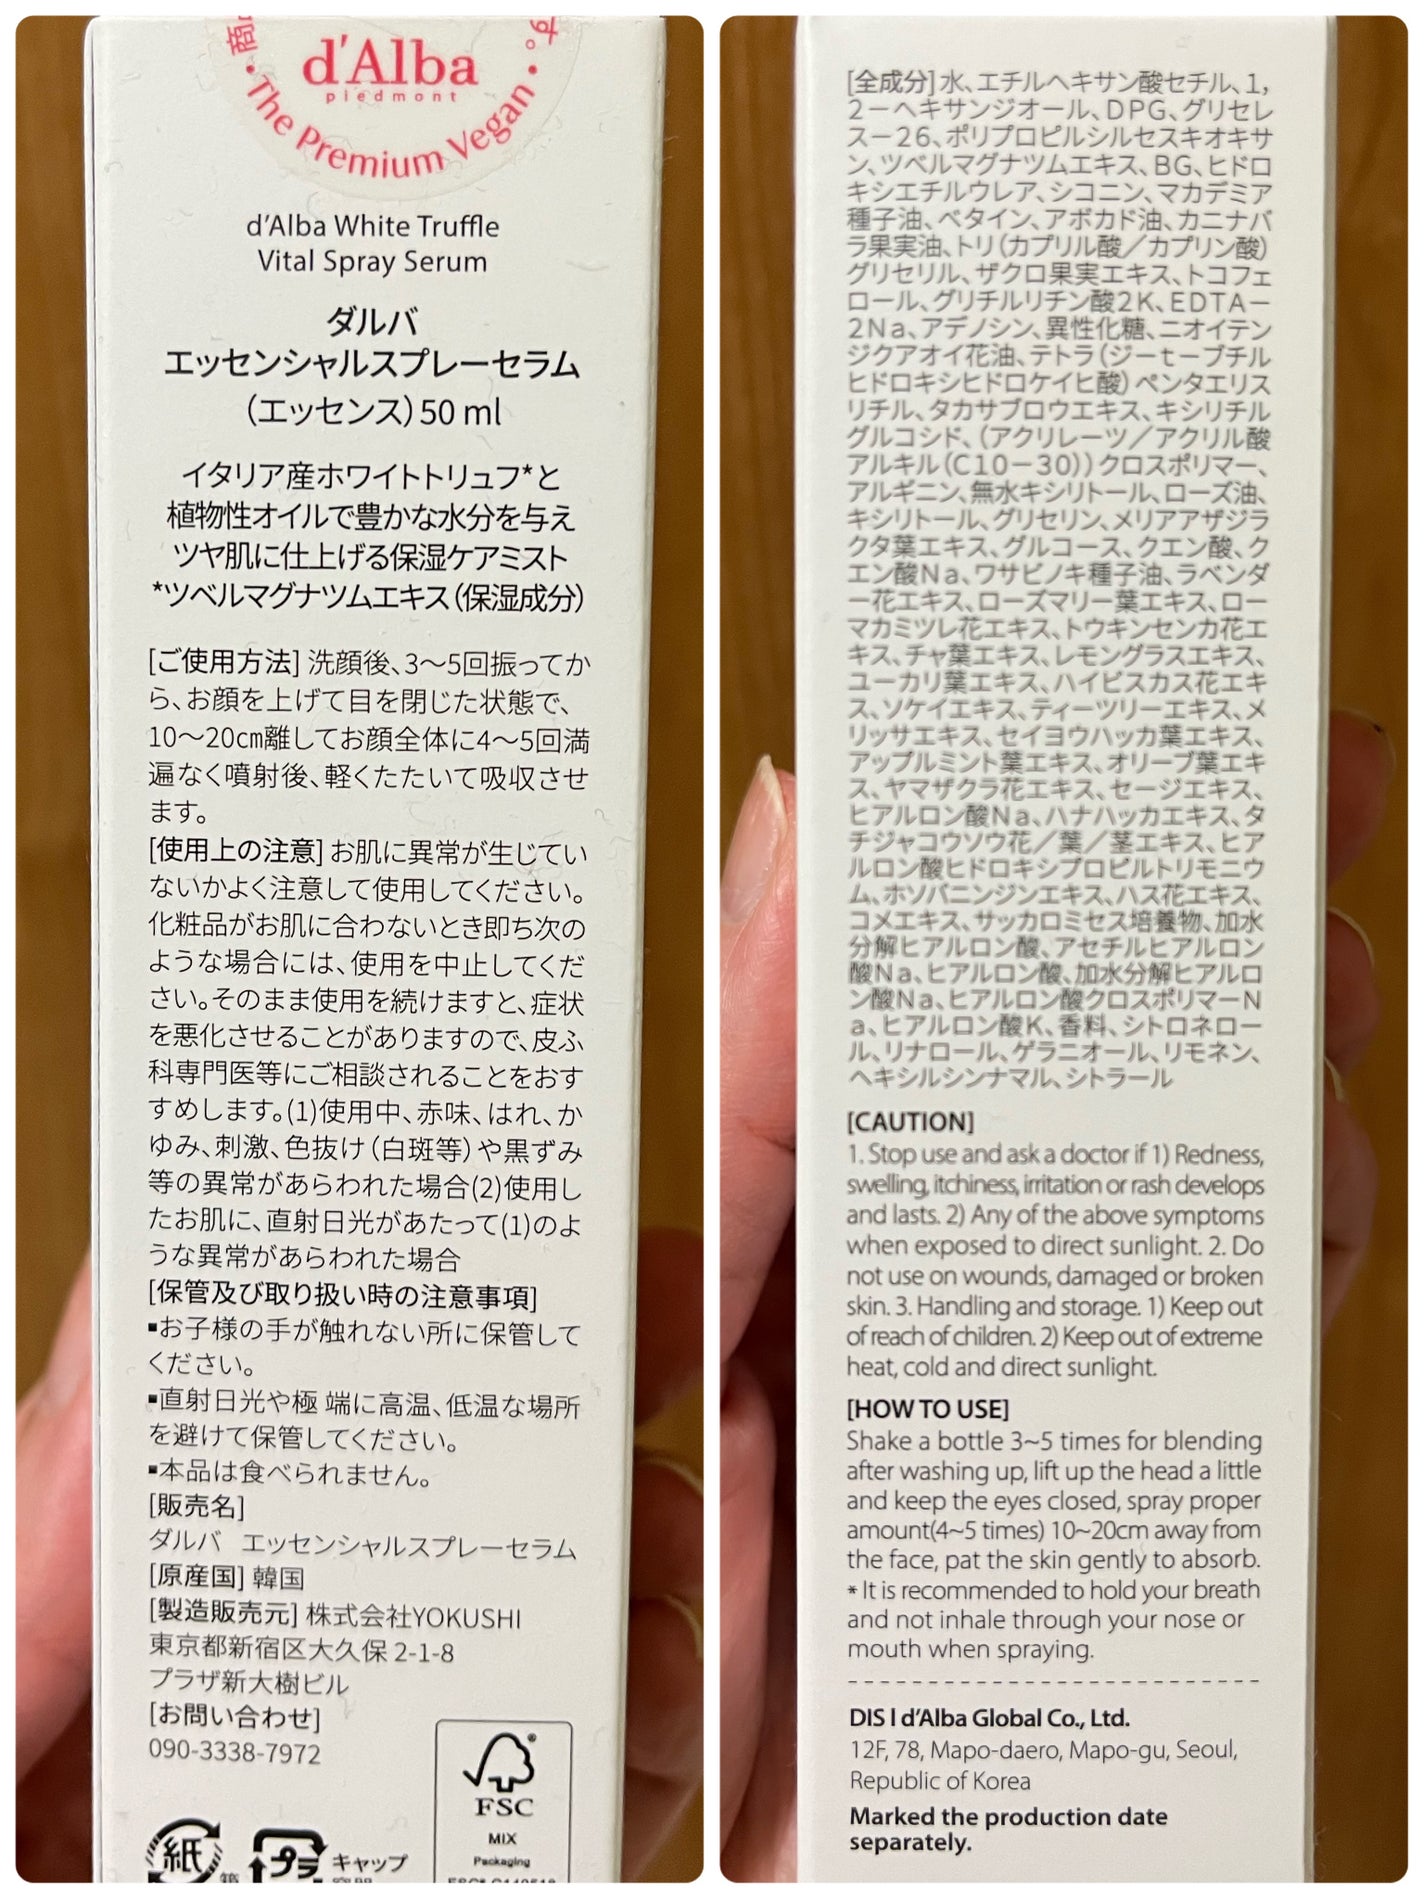 d'Alba
piedmont
• The Premium Vegan •
d'Alba White Truffle
Vital Spray Serum
ダルバ
エッセンシャルスプレーセラム
（エッセンス）50 ml
イタリア産ホワイトトリュフ*と
植物性オイルで豊かな水分を与え
ツヤ肌に仕上げる保湿ケアミスト
*ツベルマグナツムエキス（保湿成分）
[ご使用方法] 洗顔後、3～5回振ってか
ら、お顔を上げて目を閉じた状態で、
10～20cm離してお顔全体に4～5回満
遍なく噴射後、軽くたたいて吸収させ
ます。
[使用上の注意] お肌に異常が生じてい
ないかよく注意して使用してください。
化粧品がお肌に合わないとき即ち次の
ような場合には、使用を中止してくだ
さい。そのまま使用を続けますと、症状
を悪化させることがありますので、皮ふ
科専門医等にご相談されることをおす
すめします。(1)使用中、赤味、はれ、か
ゆみ、刺激、色抜け（白斑等）や黒ずみ
等の異常があらわれた場合(2)使用し
たお肌に、直射日光があたって(1)のよ
うな異常があらわれた場合
[保管及び取り扱い時の注意事項]
▪お子様の手が触れない所に保管して
ください。
▪直射日光や極 端に高温、低温な場所
を避けて保管してください。
▪本品は食べられません。
[販売名]
ダルバ　エッセンシャルスプレーセラム
[原産国] 韓国
[製造販売元] 株式会社YOKUSHI
東京都新宿区大久保 2-1-8
プラザ新大樹ビル
[お問い合わせ]
090-3338-7972
FSC
MIX
Packaging
紙
プラ
キャップ
[全成分] 水、エチルヘキサン酸セチル、1,
2－ヘキサンジオール、DPG、グリセレ
ス－26、ポリプロピルシルセスキオキサ
ン、ツベルマグナツムエキス、BG、ヒドロ
キシエチルウレア、シコニン、マカデミア
種子油、ベタイン、アボカド油、カニナバ
ラ果実油、トリ（カプリル酸／カプリン酸）
グリセリル、ザクロ果実エキス、トコフェ
ロール、グリチルリチン酸2K、EDTA－
2Na、アデノシン、異性化糖、ニオイテン
ジクアオイ花油、テトラ（ジーｔーブチル
ヒドロキシヒドロケイヒ酸）ペンタエリス
リチル、タカサブロウエキス、キシリチル
グルコシド、（アクリレーツ／アクリル酸
アルキル（C10－30））クロスポリマー、
アルギニン、無水キシリトール、ローズ油、
キシリトール、グリセリン、メリアアザジラ
クタ葉エキス、グルコース、クエン酸、ク
エン酸Na、ワサビノキ種子油、ラベンダ
ー花エキス、ローズマリー葉エキス、ロー
マカミツレ花エキス、トウキンセンカ花エ
キス、チャ葉エキス、レモングラスエキス、
ユーカリ葉エキス、ハイビスカス花エキ
ス、ソケイエキス、ティーツリーエキス、メ
リッサエキス、セイヨウハッカ葉エキス、
アップルミント葉エキス、オリーブ葉エキ
ス、ヤマザクラ花エキス、セージエキス、
ヒアルロン酸Na、ハナハッカエキス、タ
チジャコウソウ花／葉／茎エキス、ヒア
ルロン酸ヒドロキシプロピルトリモニウ
ム、ホソバニンジンエキス、ハス花エキス、
コメエキス、サッカロミセス培養物、加水
分解ヒアルロン酸、アセチルヒアルロン
酸Na、ヒアルロン酸、加水分解ヒアルロ
ン酸Na、ヒアルロン酸クロスポリマーN
a、ヒアルロン酸K、香料、シトロネロー
ル、リナロール、ゲラニオール、リモネン、
ヘキシルシンナマル、シトラール
[CAUTION]
1. Stop use and ask a doctor if 1) Redness,
swelling, itchiness, irritation or rash develops
and lasts. 2) Any of the above symptoms
when exposed to direct sunlight. 2. Do
not use on wounds, damaged or broken
skin. 3. Handling and storage. 1) Keep out
of reach of children. 2) Keep out of extreme
heat, cold and direct sunlight.
[HOW TO USE]
Shake a bottle 3~5 times for blending
after washing up, lift up the head a little
and keep the eyes closed, spray proper
amount(4~5 times) 10~20cm away from
the face, pat the skin gently to absorb.
* It is recommended to hold your breath
and not inhale through your nose or
mouth when spraying.
DIS l d'Alba Global Co., Ltd.
12F, 78, Mapo-daero, Mapo-gu, Seoul,
Republic of Korea
Marked the production date
separately.